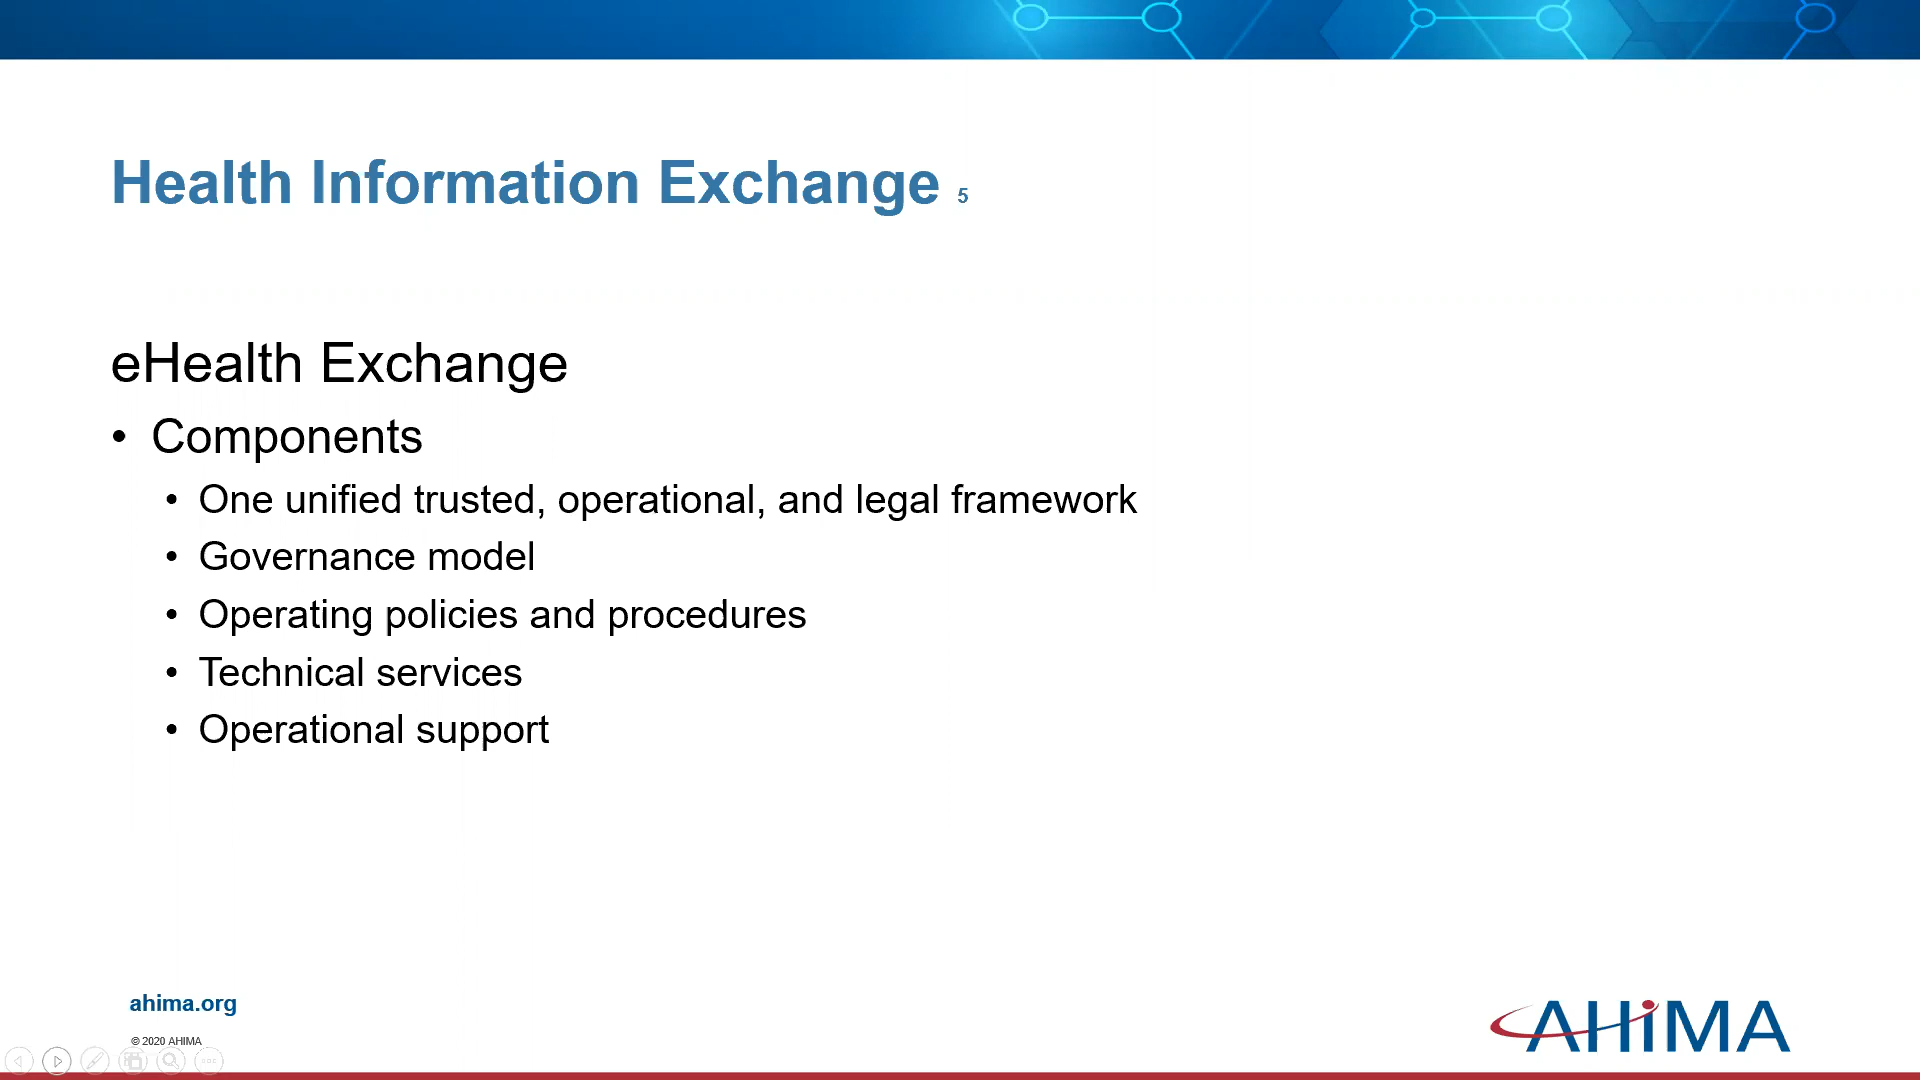 Health Information Exchange 5
eHealth Exchange
• Components
• One unified trusted, operational, and legal framework
• Governance model
• Operating policies and procedures
• Technical services
• Operational support
ahima.org
© 2020 AHIMA
AHiMA